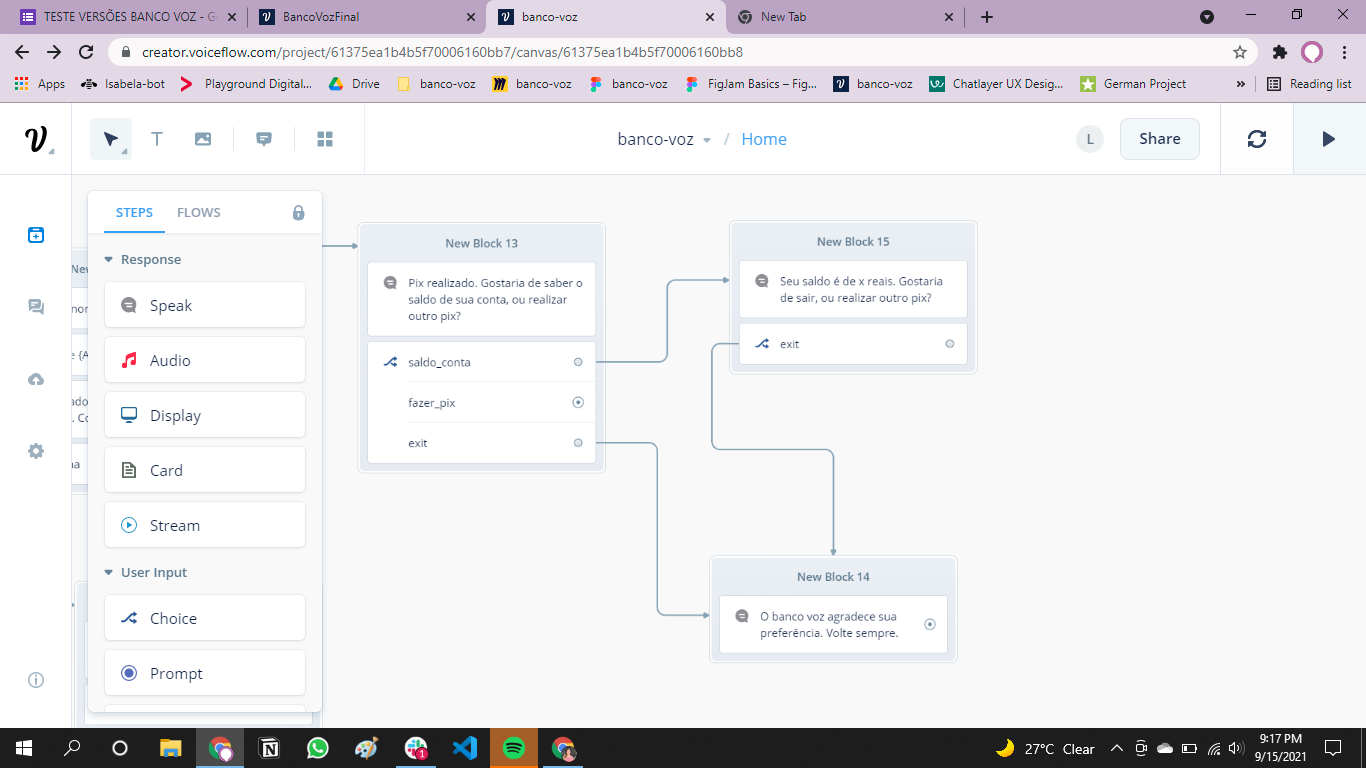 TESTE VERSÕES BANCO VOZ - G
BancoVozFinal
banco-voz
New Tab
creator.voiceflow.com/project/61375ea1b4b5f70006160bb7/canvas/61375ea1b4b5f70006160bb8
Apps
Isabela-bot
Playground Digital...
Drive
banco-voz
banco-voz
banco-voz
FigJam Basics – Fig...
banco-voz
Chatlayer UX Desig...
German Project
»
Reading list
T
banco-voz / Home
L
Share
STEPS
FLOWS
Response
Speak
Audio
Display
Card
Stream
User Input
Choice
Prompt
New Block 13
Pix realizado. Gostaria de saber o
saldo de sua conta, ou realizar
outro pix?
saldo_conta
fazer_pix
exit
New Block 15
Seu saldo é de x reais. Gostaria
de sair, ou realizar outro pix?
exit
New Block 14
O banco voz agradece sua
preferência. Volte sempre.
1
27°C Clear
9:17 PM
9/15/2021